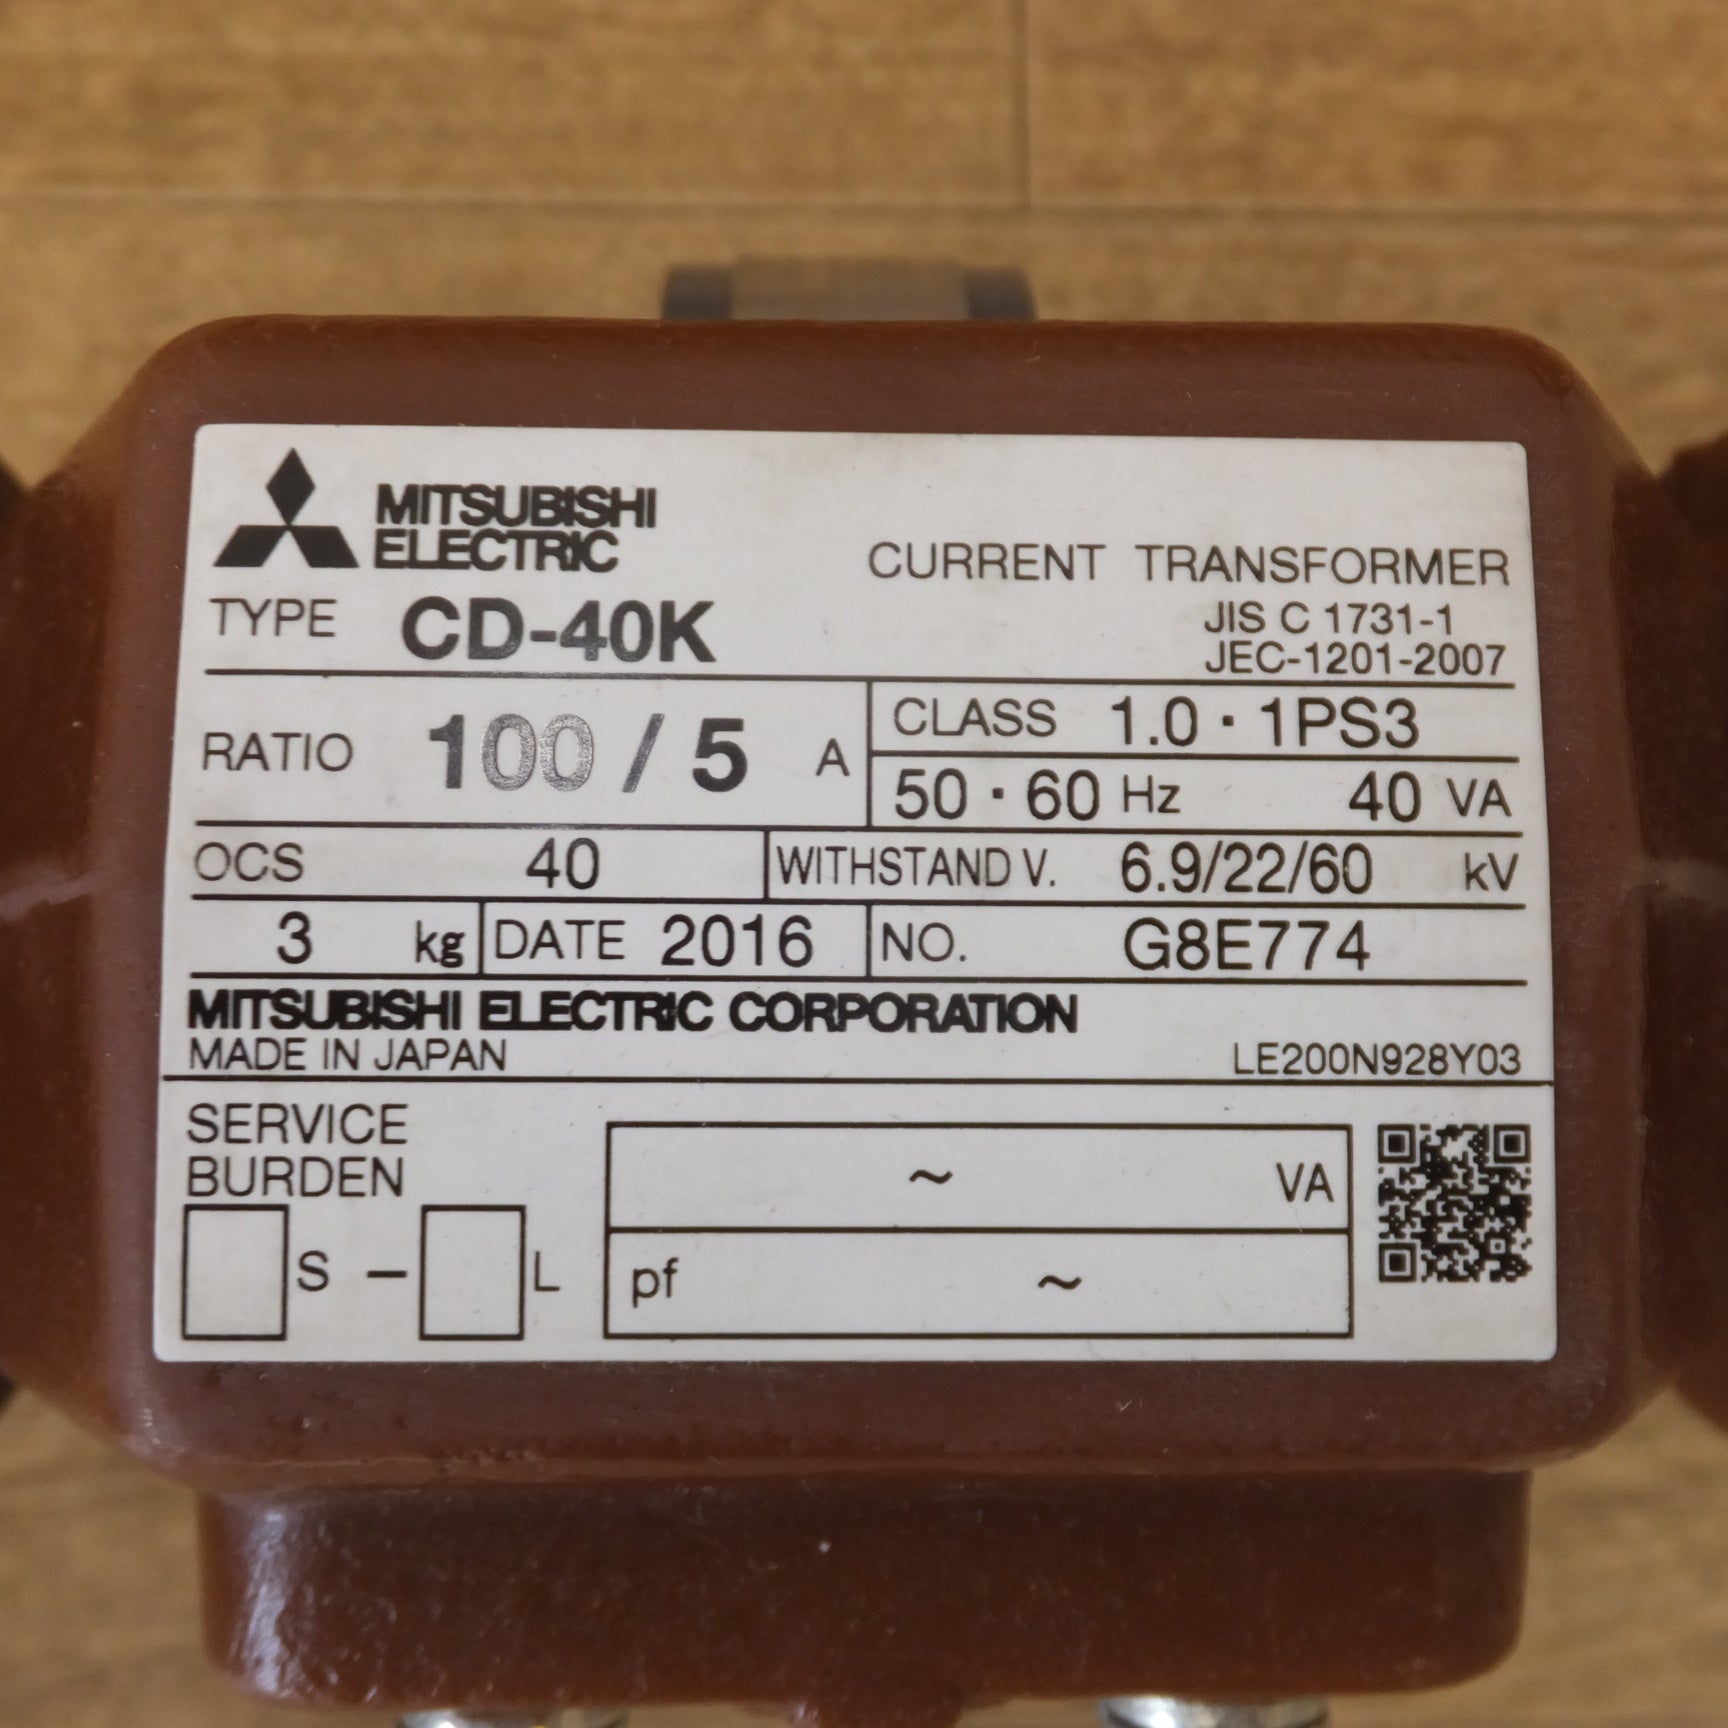 MITSUBISHI
ELECTRIC
CURRENT TRANSFORMER
TYPE CD-40K
JIS C 1731-1
JEC-1201-2007
RATIO 100 / 5 A
CLASS 1.0・1PS3
50・60 Hz 40 VA
OCS 40 WITHSTAND V. 6.9/22/60 kV
3 kg DATE 2016 NO. G8E774
MITSUBISHI ELECTRIC CORPORATION
MADE IN JAPAN LE200N928Y03
SERVICE
BURDEN
~ VA
S - L
pf ~